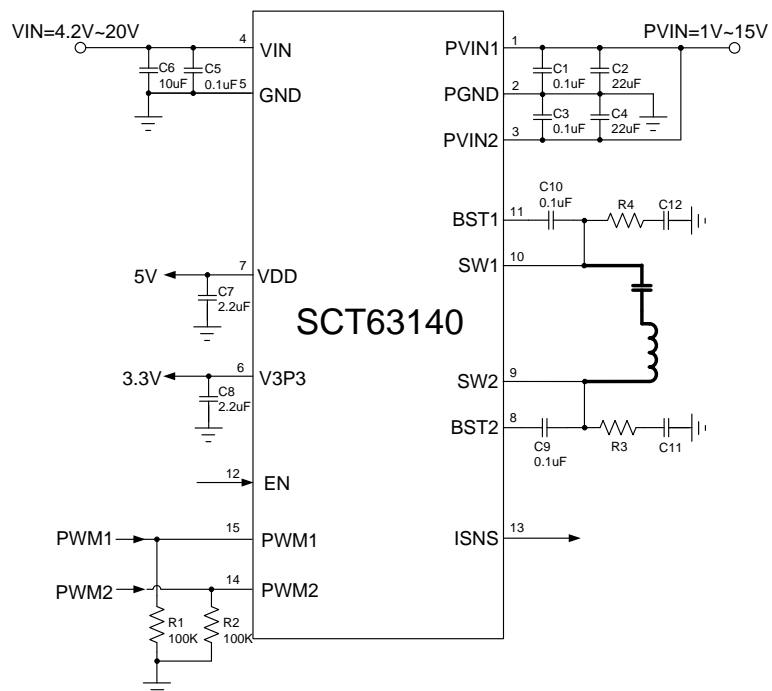 VIN=4.2V~20V
PVIN=1V~15V
4
VIN
PVIN1
1
C6
10uF
C5
0.1uF
5
GND
C1
0.1uF
C2
22uF
PGND
2
C3
0.1uF
C4
22uF
PVIN2
3
C10
0.1uF
BST1
11
R4
C12
SW1
10
5V
7
VDD
C7
2.2uF
SCT63140
3.3V
6
V3P3
C8
2.2uF
SW2
9
BST2
8
C9
0.1uF
R3
C11
12
EN
PWM1
15
PWM1
ISNS
13
PWM2
14
PWM2
R1
100K
R2
100K